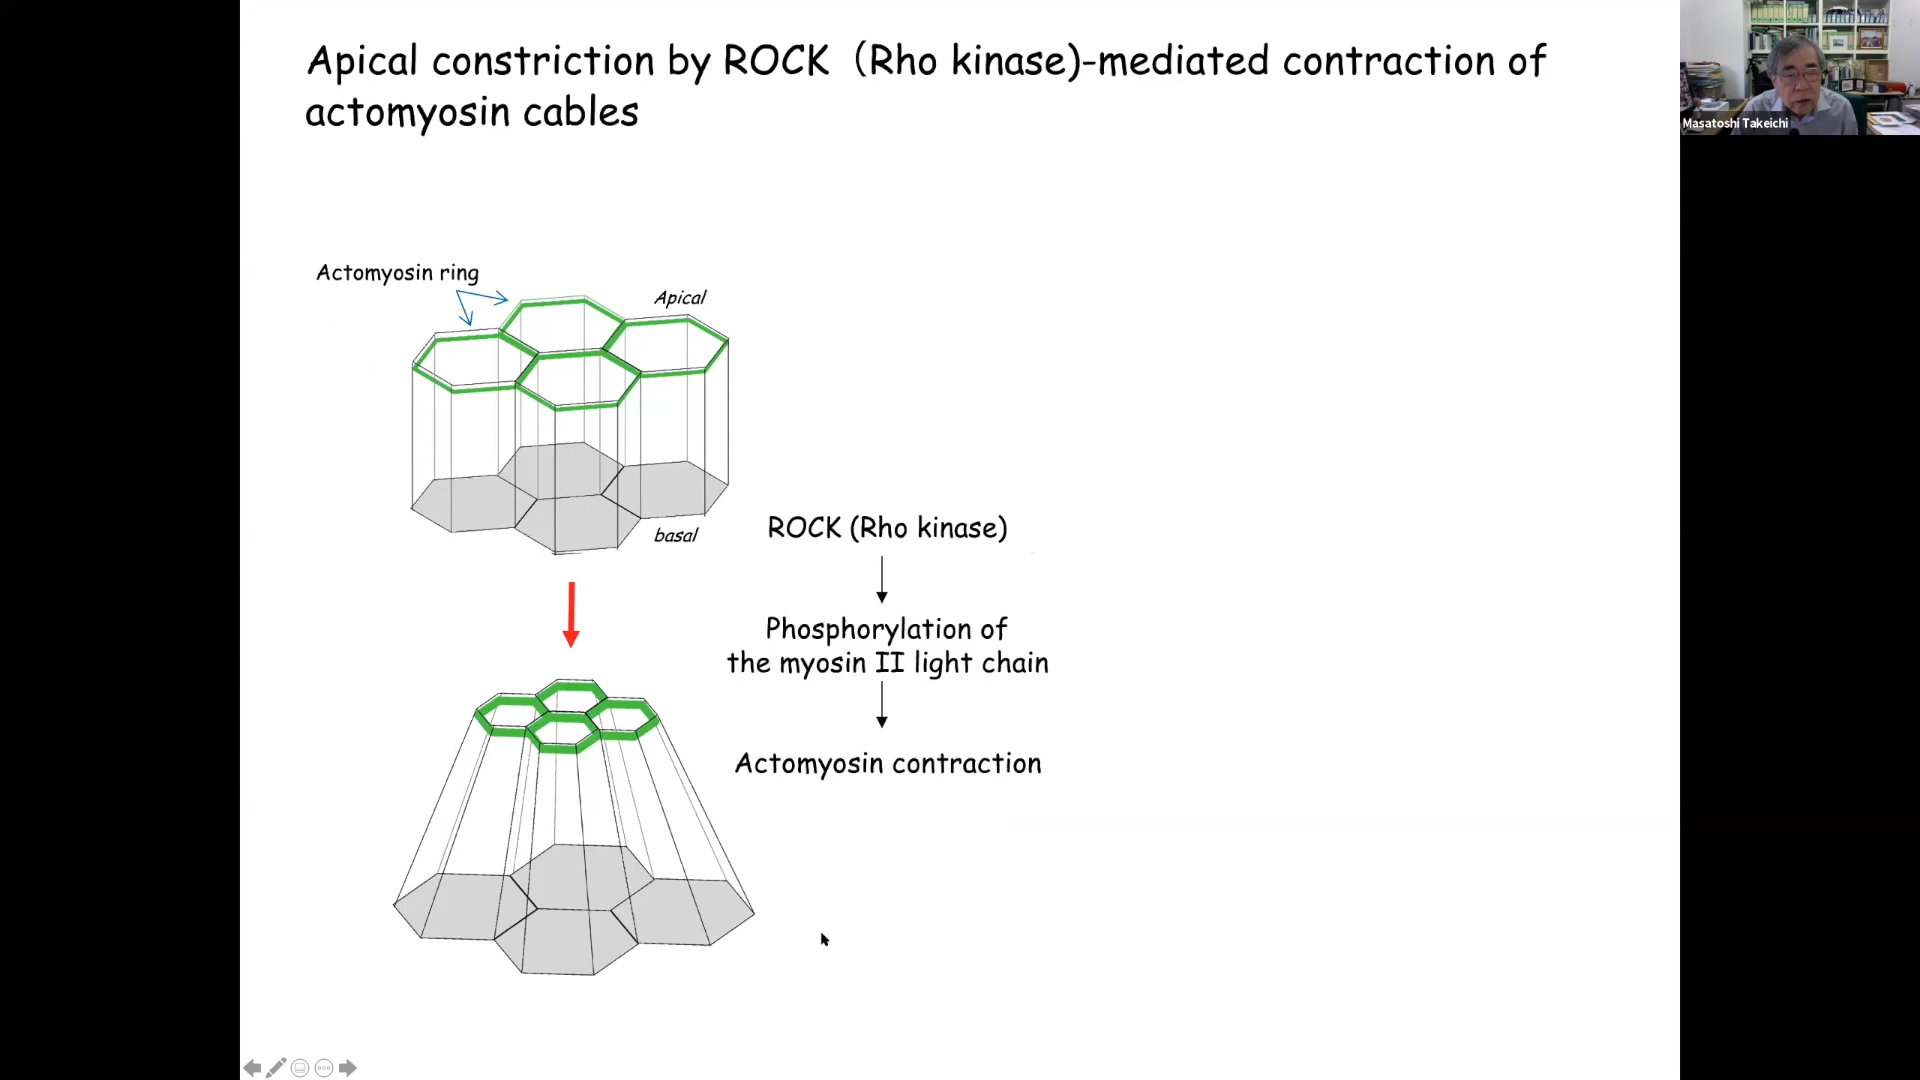 Apical constriction by ROCK (Rho kinase)-mediated contraction of
actomyosin cables
Masatoshi Takeichi
Actomyosin ring
Apical
basal
ROCK (Rho kinase)
Phosphorylation of
the myosin II light chain
Actomyosin contraction